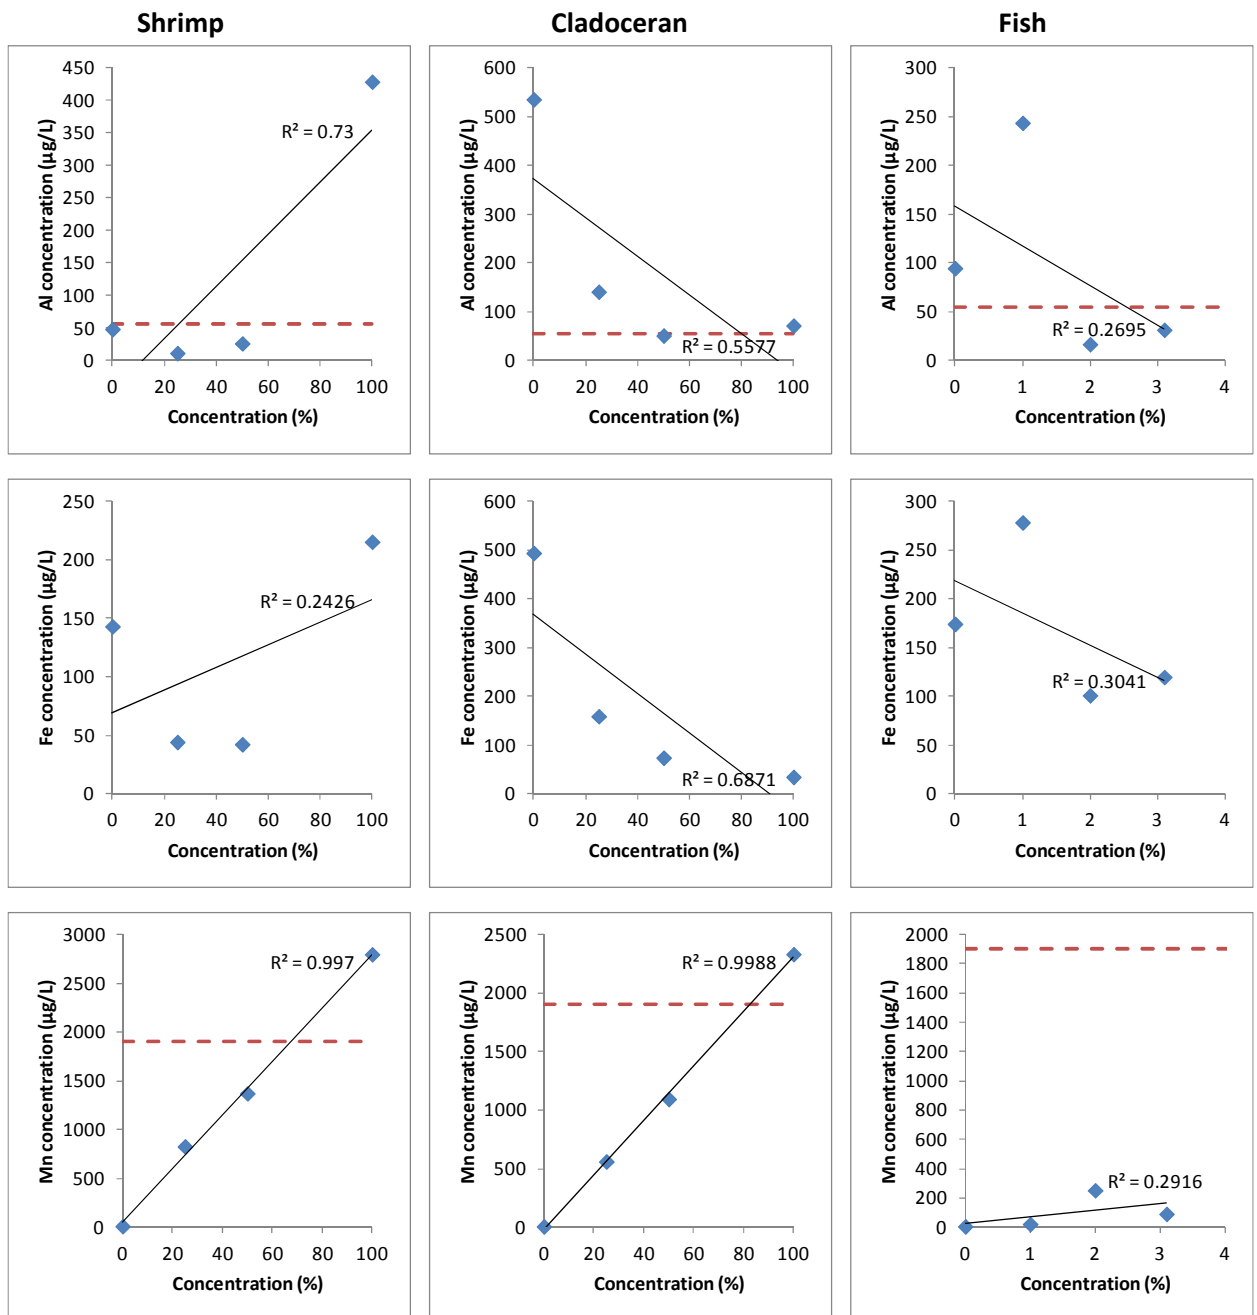 Shrimp
Cladoceran
Fish
Al concentration (µg/L)
450
400
350
300
250
200
150
100
50
0
R² = 0.73
0 20 40 60 80 100
Concentration (%)
Al concentration (µg/L)
600
500
400
300
200
100
0
R² = 0.5577
0 20 40 60 80 100
Concentration (%)
Al concentration (µg/L)
300
250
200
150
100
50
0
R² = 0.2695
0 1 2 3 4
Concentration (%)
Fe concentration (µg/L)
250
200
150
100
50
0
R² = 0.2426
0 20 40 60 80 100
Concentration (%)
Fe concentration (µg/L)
600
500
400
300
200
100
0
R² = 0.6871
0 20 40 60 80 100
Concentration (%)
Fe concentration (µg/L)
300
250
200
150
100
50
0
R² = 0.3041
0 1 2 3 4
Concentration (%)
Mn concentration (µg/L)
3000
2500
2000
1500
1000
500
0
R² = 0.997
0 20 40 60 80 100
Concentration (%)
Mn concentration (µg/L)
2500
2000
1500
1000
500
0
R² = 0.9988
0 20 40 60 80 100
Concentration (%)
Mn concentration (µg/L)
2000
1800
1600
1400
1200
1000
800
600
400
200
0
R² = 0.2916
0 1 2 3 4
Concentration (%)